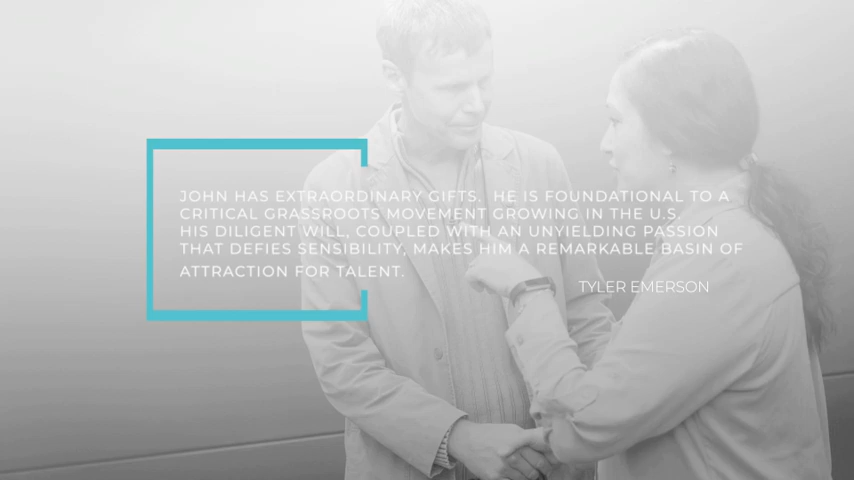 JOHN HAS EXTRAORDINARY GIFTS. HE IS FOUNDATIONAL TO A
CRITICAL GRASSROOTS MOVEMENT GROWING IN THE U.S.
HIS DILIGENT WILL, COUPLED WITH AN UNYIELDING PASSION
THAT DEFIES SENSIBILITY, MAKES HIM A REMARKABLE BASIN OF
ATTRACTION FOR TALENT.
TYLER EMERSON